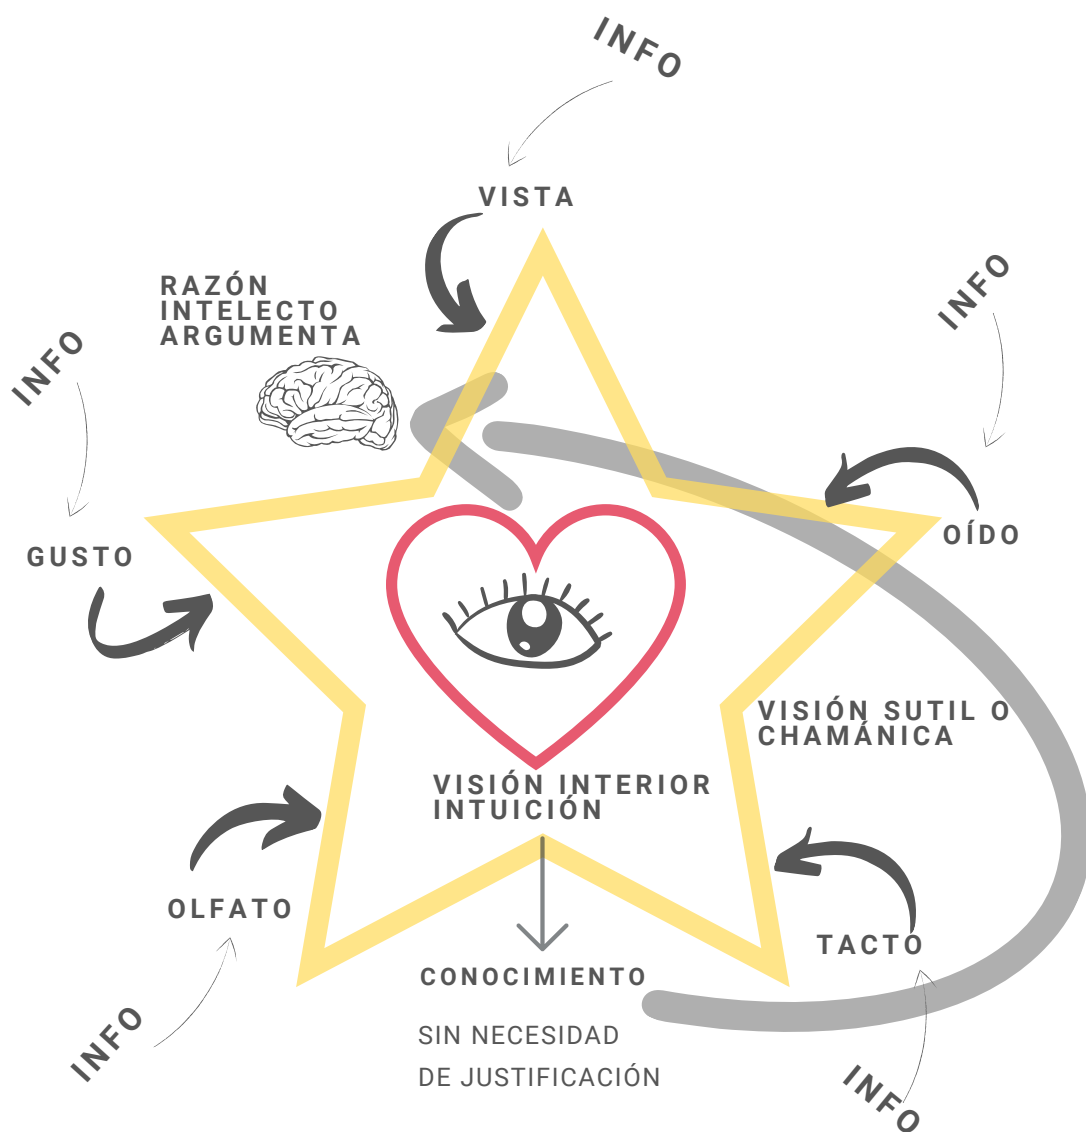 INFO
VISTA
RAZÓN
INTELECTO
ARGUMENTA
INFO
INFO
GUSTO
OÍDO
VISIÓN SUTIL O
CHAMÁNICA
VISIÓN INTERIOR
INTUICIÓN
OLFATO
TACTO
CONOCIMIENTO
SIN NECESIDAD
DE JUSTIFICACIÓN
INFO
INFO